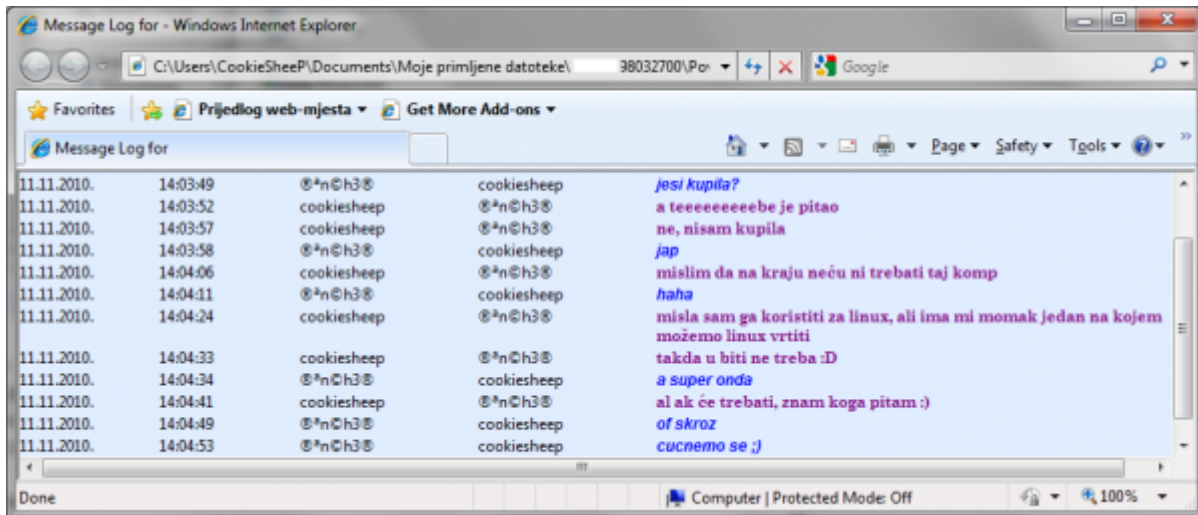 Message Log for - Windows Internet Explorer
C:\Users\CookieSheeP\Documents\Moje primljene datoteke\ 98032700\Po Google
Favorites Prijedlog web-mjesta Get More Add-ons
Message Log for Page Safety Tools
11.11.2010. 14:03:49 ®ªn©h3® cookiesheep jesi kupila?
11.11.2010. 14:03:52 cookiesheep ®ªn©h3® a teeeeeeeeebe je pitao
11.11.2010. 14:03:57 cookiesheep ®ªn©h3® ne, nisam kupila
11.11.2010. 14:03:58 ®ªn©h3® cookiesheep jap
11.11.2010. 14:04:06 cookiesheep ®ªn©h3® mislim da na kraju neću ni trebati taj komp
11.11.2010. 14:04:11 ®ªn©h3® cookiesheep haha
11.11.2010. 14:04:24 cookiesheep ®ªn©h3® misla sam ga koristiti za linux, ali ima mi momak jedan na kojem
možemo linux vrtiti
11.11.2010. 14:04:33 cookiesheep ®ªn©h3® takda u biti ne treba :D
11.11.2010. 14:04:34 ®ªn©h3® cookiesheep a super onda
11.11.2010. 14:04:41 cookiesheep ®ªn©h3® al ak će trebati, znam koga pitam :)
11.11.2010. 14:04:49 ®ªn©h3® cookiesheep of skroz
11.11.2010. 14:04:53 ®ªn©h3® cookiesheep cucnemo se ;)
Done Computer | Protected Mode: Off 100%